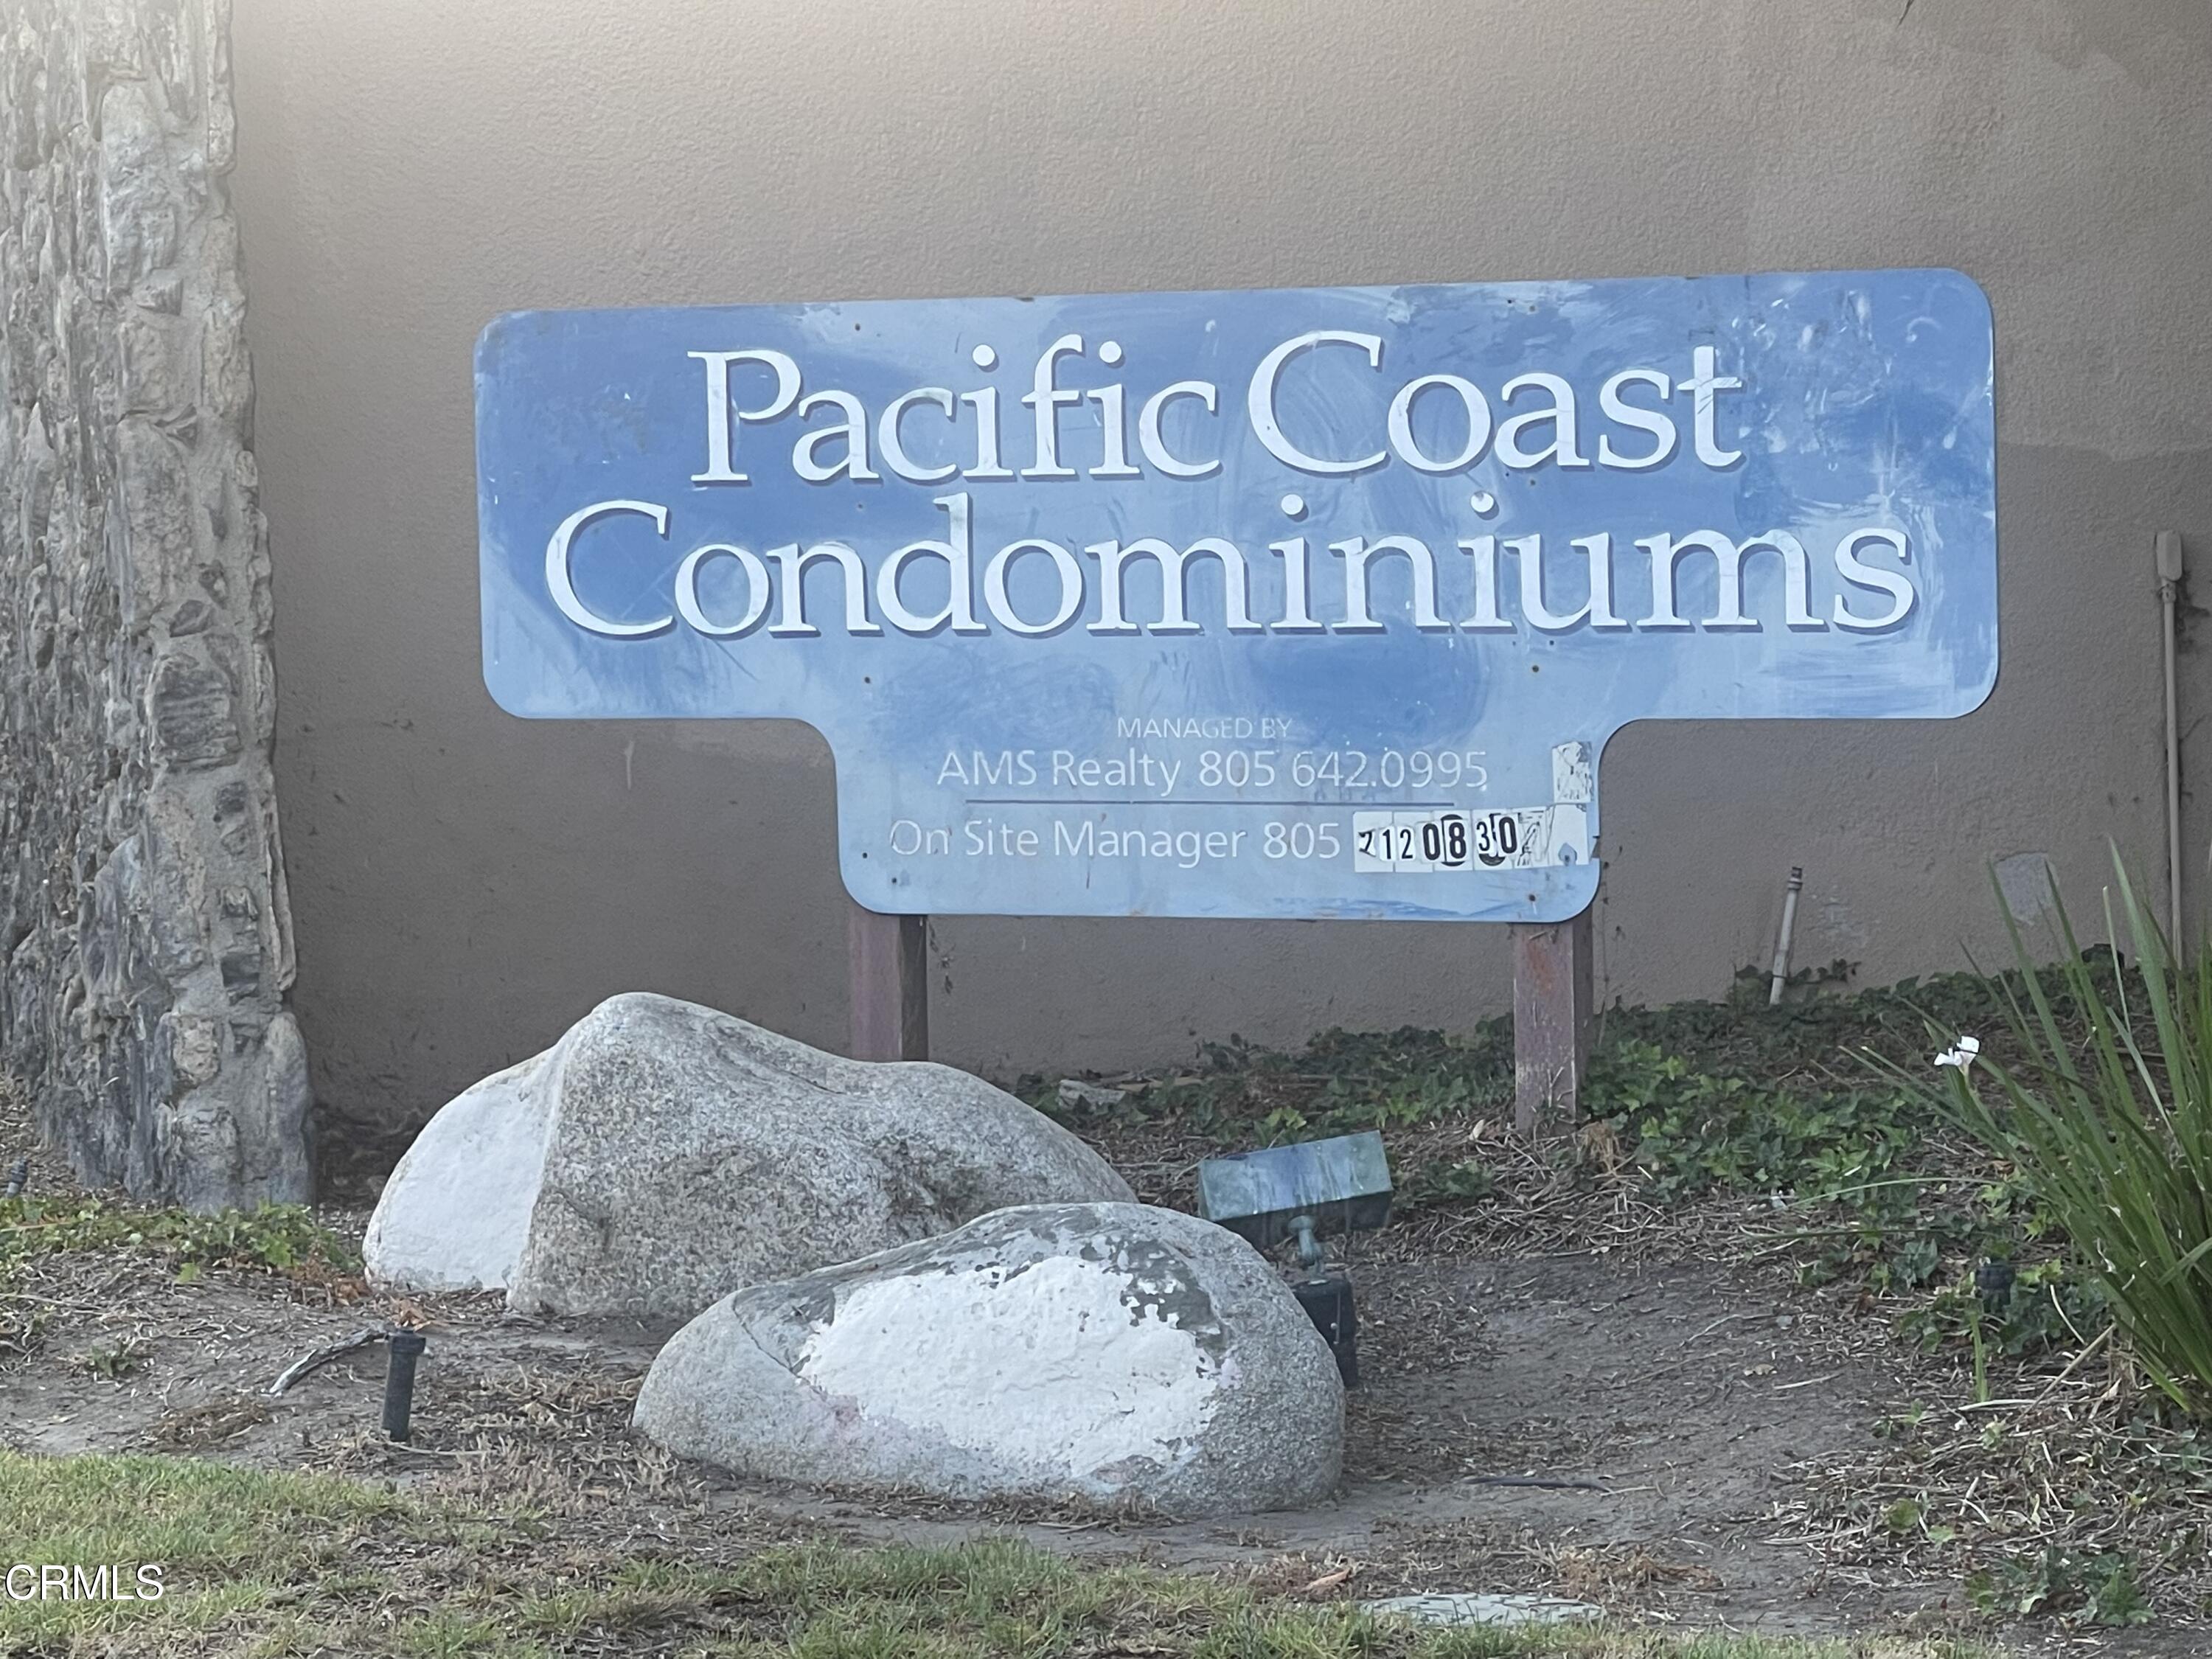 Pacific Coast
Condominiums
MANAGED BY
AMS Realty 805 642.0995
On Site Manager 805
CRMLS